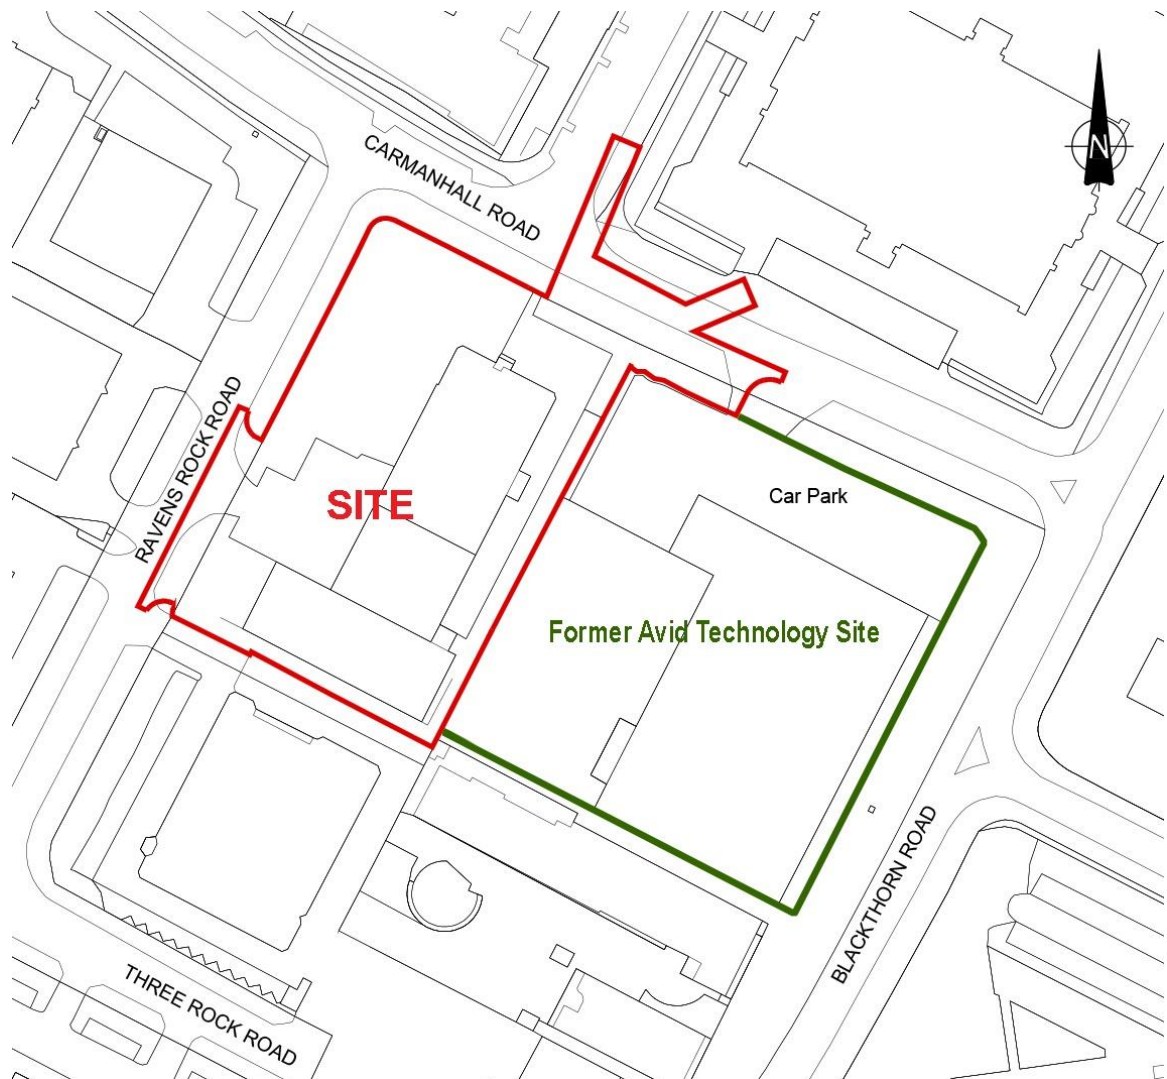 CARMANHALL ROAD
N
RAVENS ROCK ROAD
SITE
Car Park
Former Avid Technology Site
BLACKTHORN ROAD
THREE ROCK ROAD